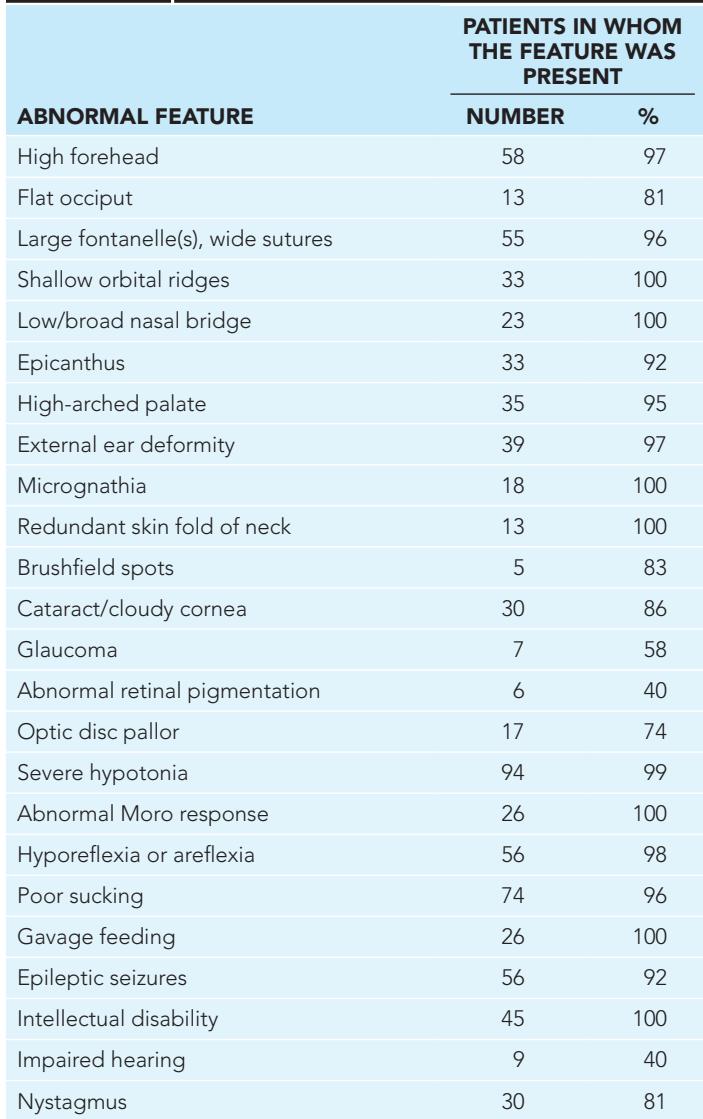 PATIENTS IN WHOM
THE FEATURE WAS
PRESENT
ABNORMAL FEATURE NUMBER %
High forehead 58 97
Flat occiput 13 81
Large fontanelle(s), wide sutures 55 96
Shallow orbital ridges 33 100
Low/broad nasal bridge 23 100
Epicanthus 33 92
High-arched palate 35 95
External ear deformity 39 97
Micrognathia 18 100
Redundant skin fold of neck 13 100
Brushfield spots 5 83
Cataract/cloudy cornea 30 86
Glaucoma 7 58
Abnormal retinal pigmentation 6 40
Optic disc pallor 17 74
Severe hypotonia 94 99
Abnormal Moro response 26 100
Hyporeflexia or areflexia 56 98
Poor sucking 74 96
Gavage feeding 26 100
Epileptic seizures 56 92
Intellectual disability 45 100
Impaired hearing 9 40
Nystagmus 30 81